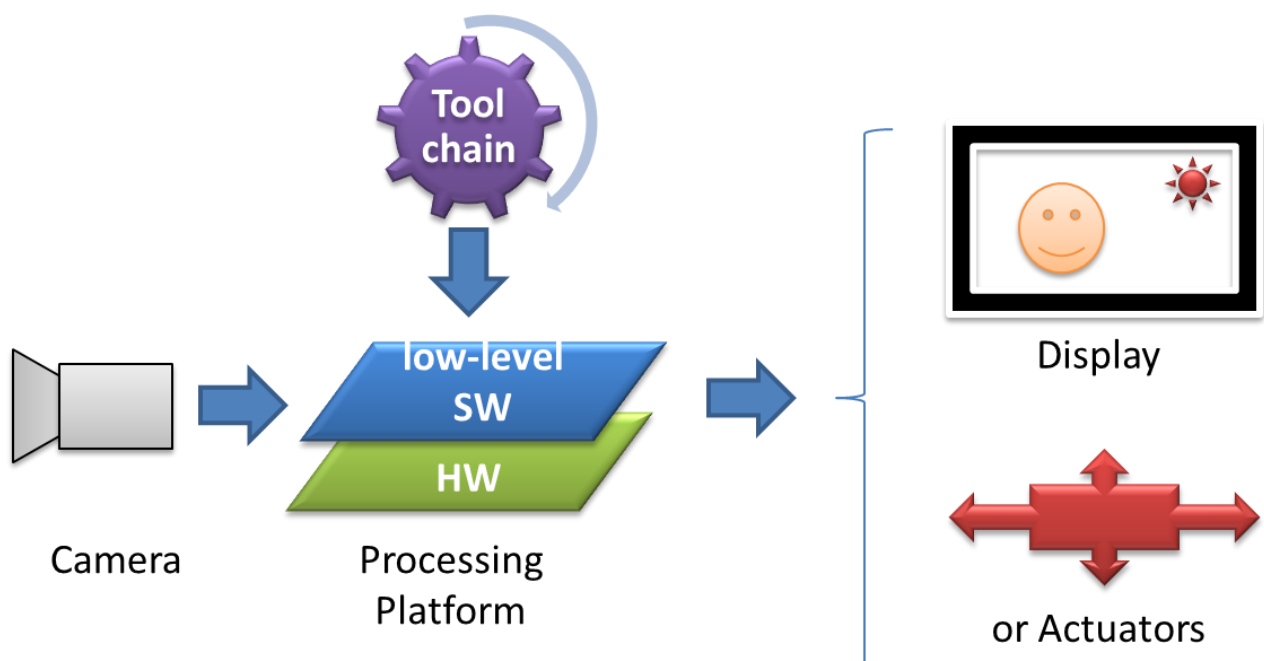 Tool
chain
low-level
SW
HW
Camera
Processing
Platform
Display
or Actuators